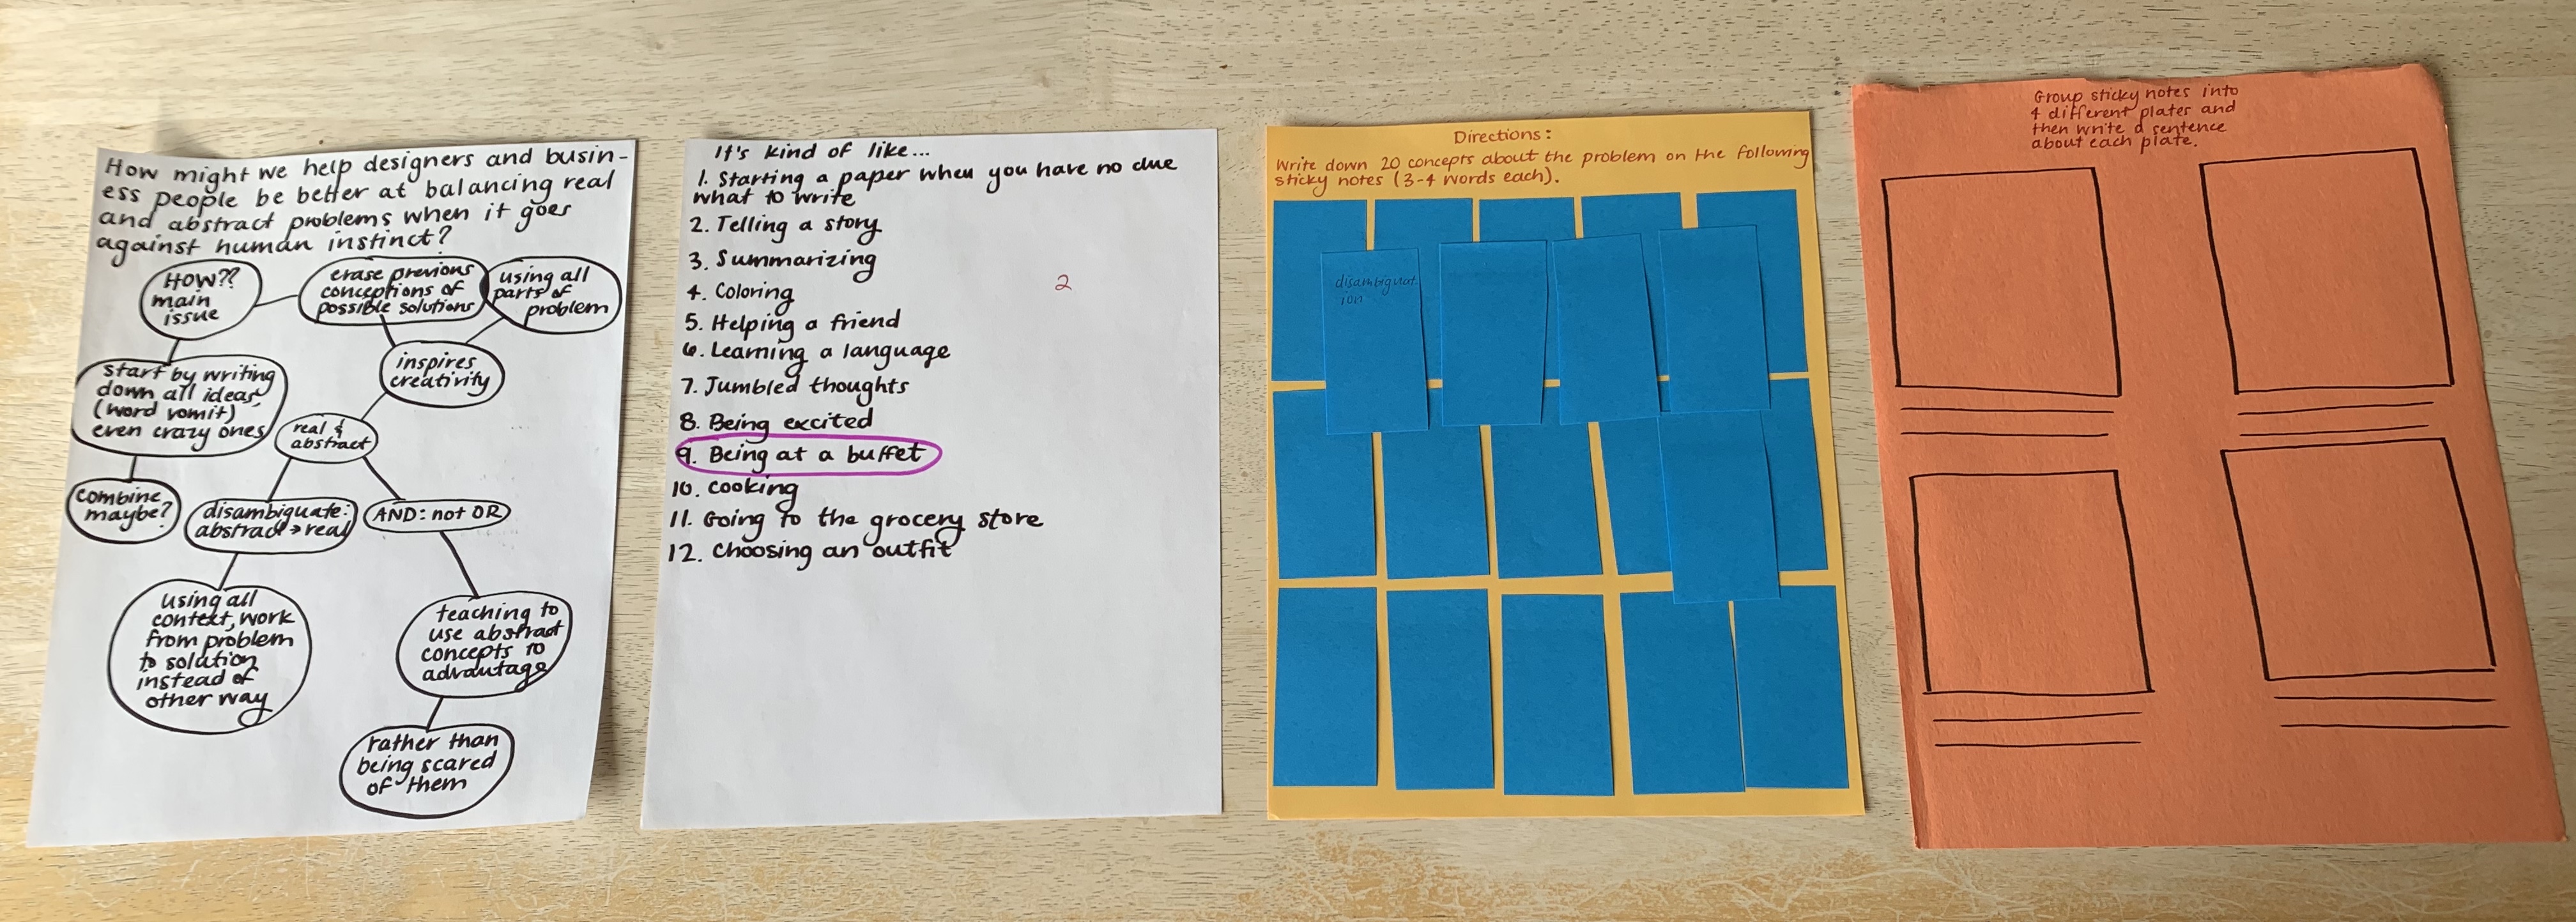 How might we help designers and busin-
ess people be better at balancing real
and abstract problems when it goes
against human instinct?
HOW??
main
issue
erase previous
conceptions of
possible solutions
using all
parts of
problem
inspires
creativity
start by writing
down all ideas,
(word vomit)
even crazy ones
real &
abstract
combine
maybe?
disambiguate:
abstract→real
AND: not OR
using all
context, work
from problem
to solution
instead of
other way
teaching to
use abstract
concepts to
advantage
rather than
being scared
of them
It's kind of like...
1. Starting a paper when you have no clue
what to write
2. Telling a story
3. Summarizing
4. Coloring
5. Helping a friend
6. Learning a language
7. Jumbled thoughts
8. Being excited
9. Being at a buffet
10. Cooking
11. Going to the grocery store
12. Choosing an outfit
2
Directions:
Write down 20 concepts about the problem on the following
sticky notes (3-4 words each).
disambiguat
ion
Group sticky notes into
4 different plates and
then write a sentence
about each plate.